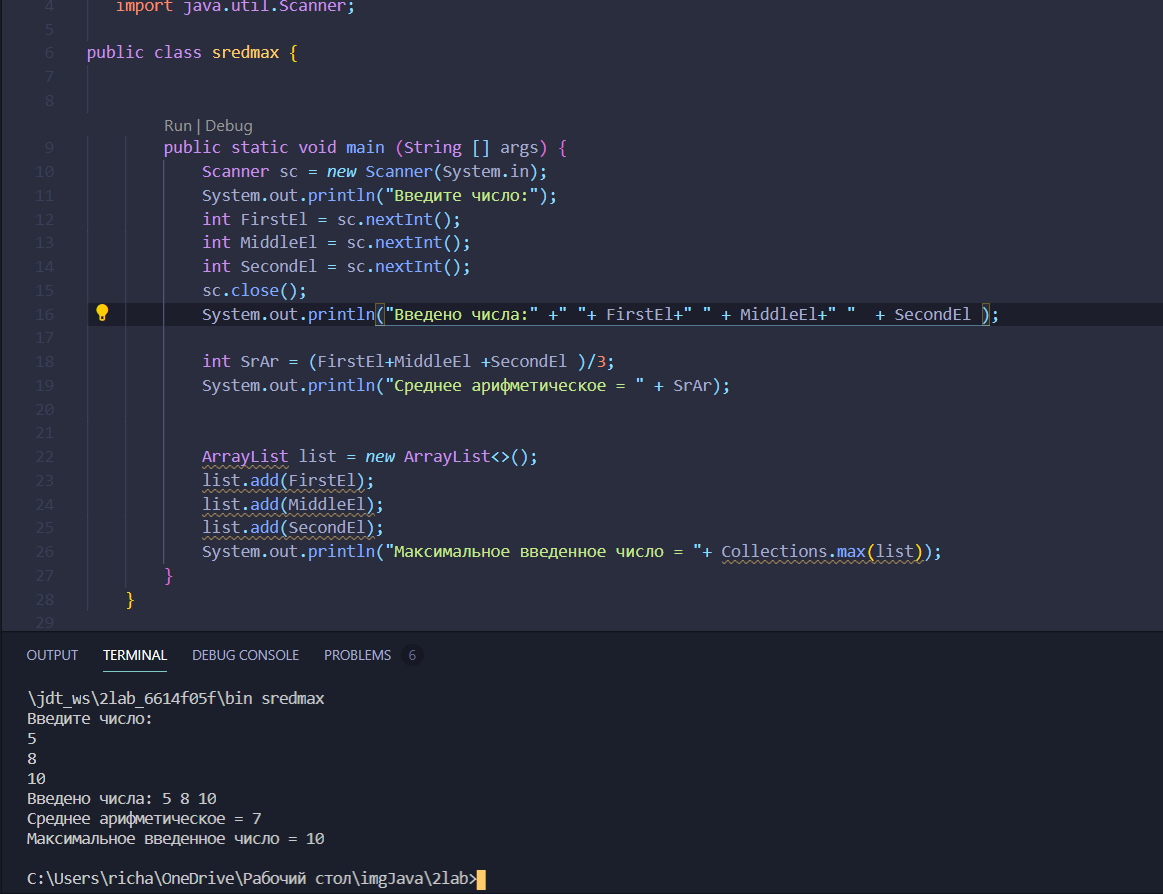 4 import java.util.Scanner;
5
6 public class sredmax {
7
8
Run | Debug
9 public static void main (String [] args) {
10 Scanner sc = new Scanner(System.in);
11 System.out.println("Введите число:");
12 int FirstEl = sc.nextInt();
13 int MiddleEl = sc.nextInt();
14 int SecondEl = sc.nextInt();
15 sc.close();
16 System.out.println("Введено числа:" +" "+ FirstEl+" " + MiddleEl+" "  + SecondEl );
17
18 int SrAr = (FirstEl+MiddleEl +SecondEl )/3;
19 System.out.println("Среднее арифметическое = " + SrAr);
20
21
22 ArrayList list = new ArrayList<>();
23 list.add(FirstEl);
24 list.add(MiddleEl);
25 list.add(SecondEl);
26 System.out.println("Максимальное введенное число = "+ Collections.max(list));
27 }
28 }
29
OUTPUT TERMINAL DEBUG CONSOLE PROBLEMS 6
\jdt_ws\2lab_6614f05f\bin sredmax
Введите число:
5
8
10
Введено числа: 5 8 10
Среднее арифметическое = 7
Максимальное введенное число = 10
C:\Users\richa\OneDrive\Рабочий стол\imgJava\2lab>